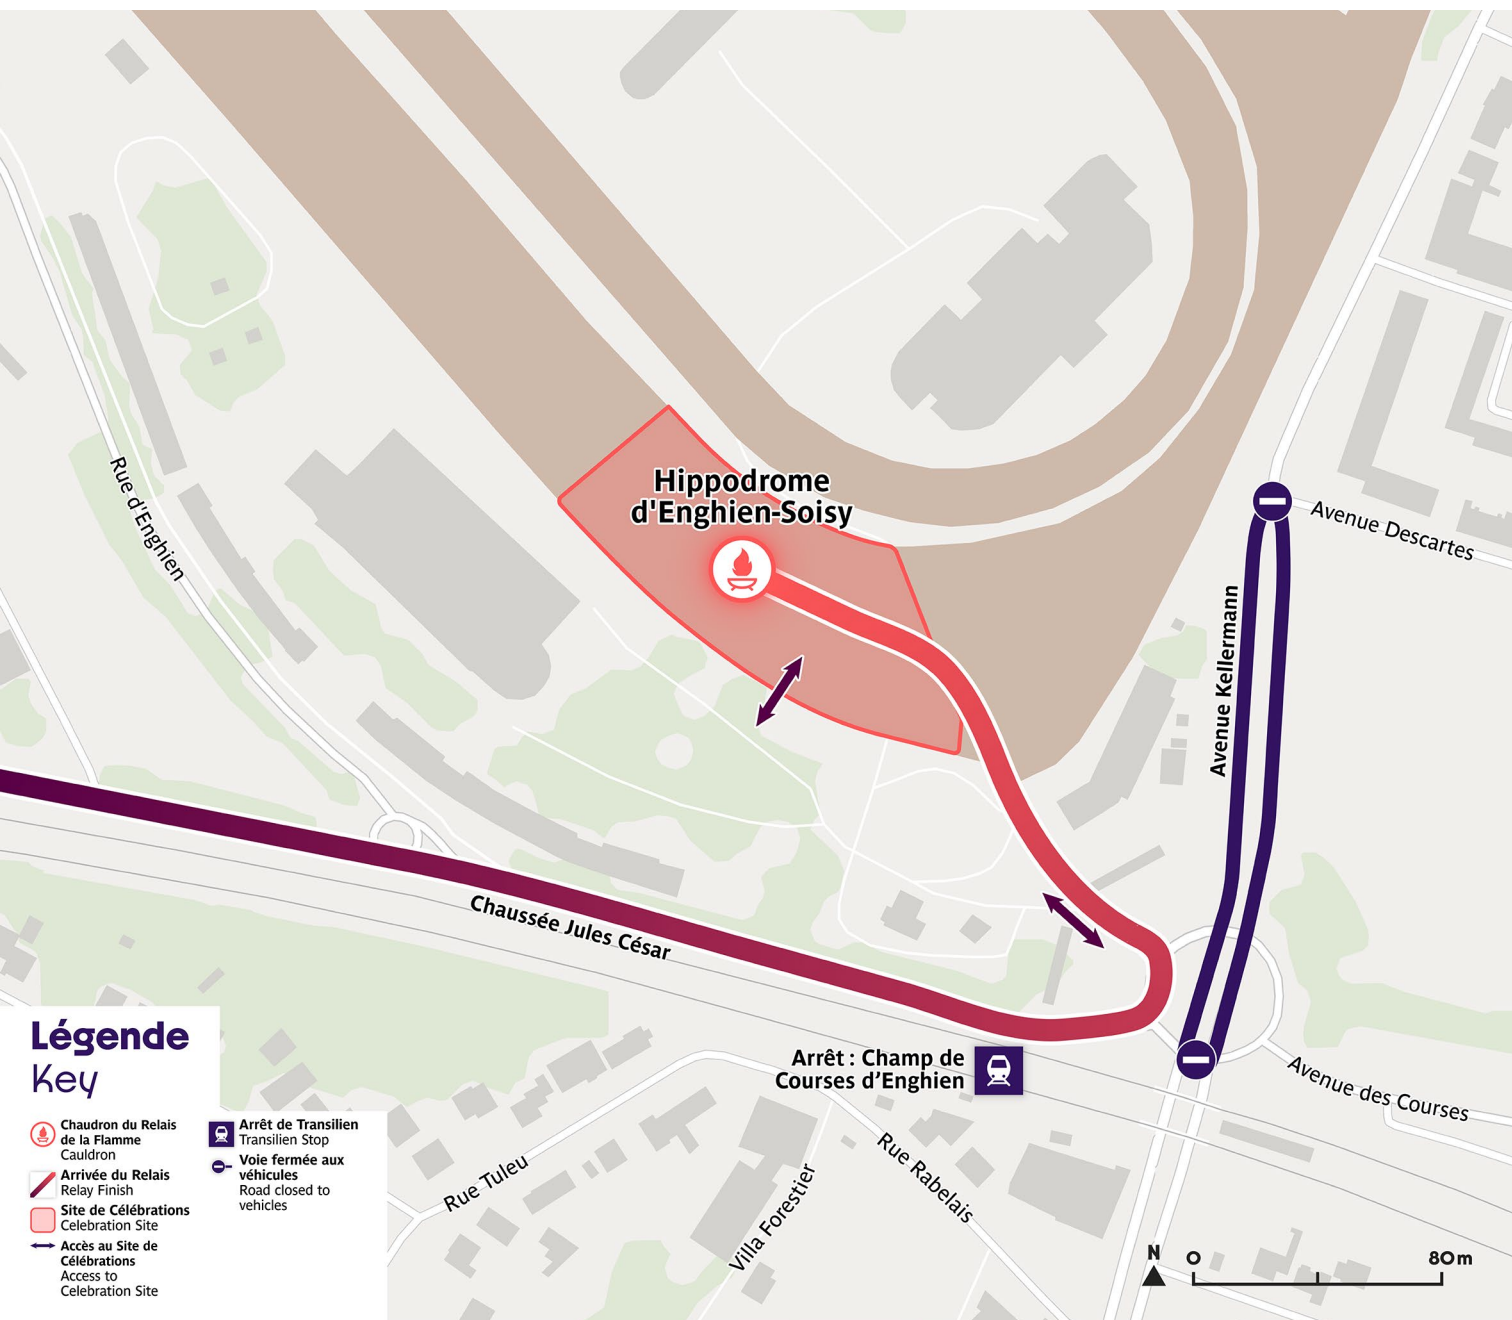 Hippodrome
d'Enghien-Soisy
Rue d'Enghien
Avenue Descartes
Avenue Kellermann
Chaussée Jules César
Arrêt : Champ de
Courses d’Enghien
Avenue des Courses
Rue Tuleu
Rue Rabelais
Villa Forestier
Légende
Key
Chaudron du Relais
de la Flamme
Cauldron
Arrivée du Relais
Relay Finish
Site de Célébrations
Celebration Site
Accès au Site de
Célébrations
Access to
Celebration Site
Arrêt de Transilien
Transilien Stop
Voie fermée aux
véhicules
Road closed to
vehicles
N
0 80m